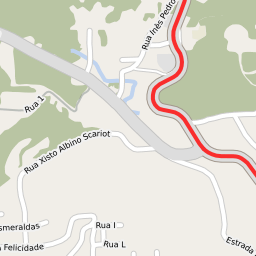 Rua Inês Pedro
Rua 1
Rua Xisto Albino Scariot
Estrada
smeraldas
Rua I
Felicidade
Rua L